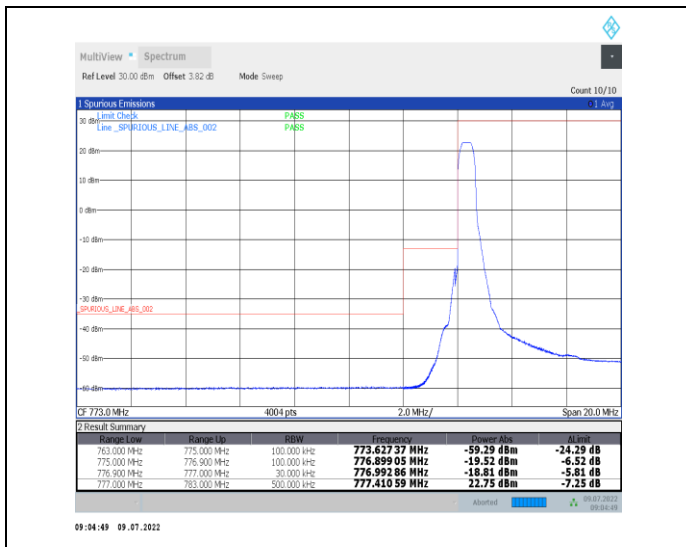 MultiView Spectrum
Ref Level 30.00 dBm Offset 3.82 dB Mode Sweep
Count 10/10
1 Spurious Emissions 1 Avg
Limit Check PASS
30 dBm
Line _SPURIOUS_LINE_ABS_002 PASS
20 dBm
10 dBm
0 dBm
-10 dBm
-20 dBm
-30 dBm
_SPURIOUS_LINE_ABS_002
-40 dBm
-50 dBm
-60 dBm
CF 773.0 MHz 4004 pts 2.0 MHz/ Span 20.0 MHz
2 Result Summary
Range Low Range Up RBW Frequency Power Abs ΔLimit
763.000 MHz 775.000 MHz 100.000 kHz 773.627 37 MHz -59.29 dBm -24.29 dB
775.000 MHz 776.900 MHz 100.000 kHz 776.899 05 MHz -19.52 dBm -6.52 dB
776.900 MHz 777.000 MHz 30.000 kHz 776.992 86 MHz -18.81 dBm -5.81 dB
777.000 MHz 783.000 MHz 500.000 kHz 777.410 59 MHz 22.75 dBm -7.25 dB
Aborted 09.07.2022
09:04:49
09:04:49 09.07.2022